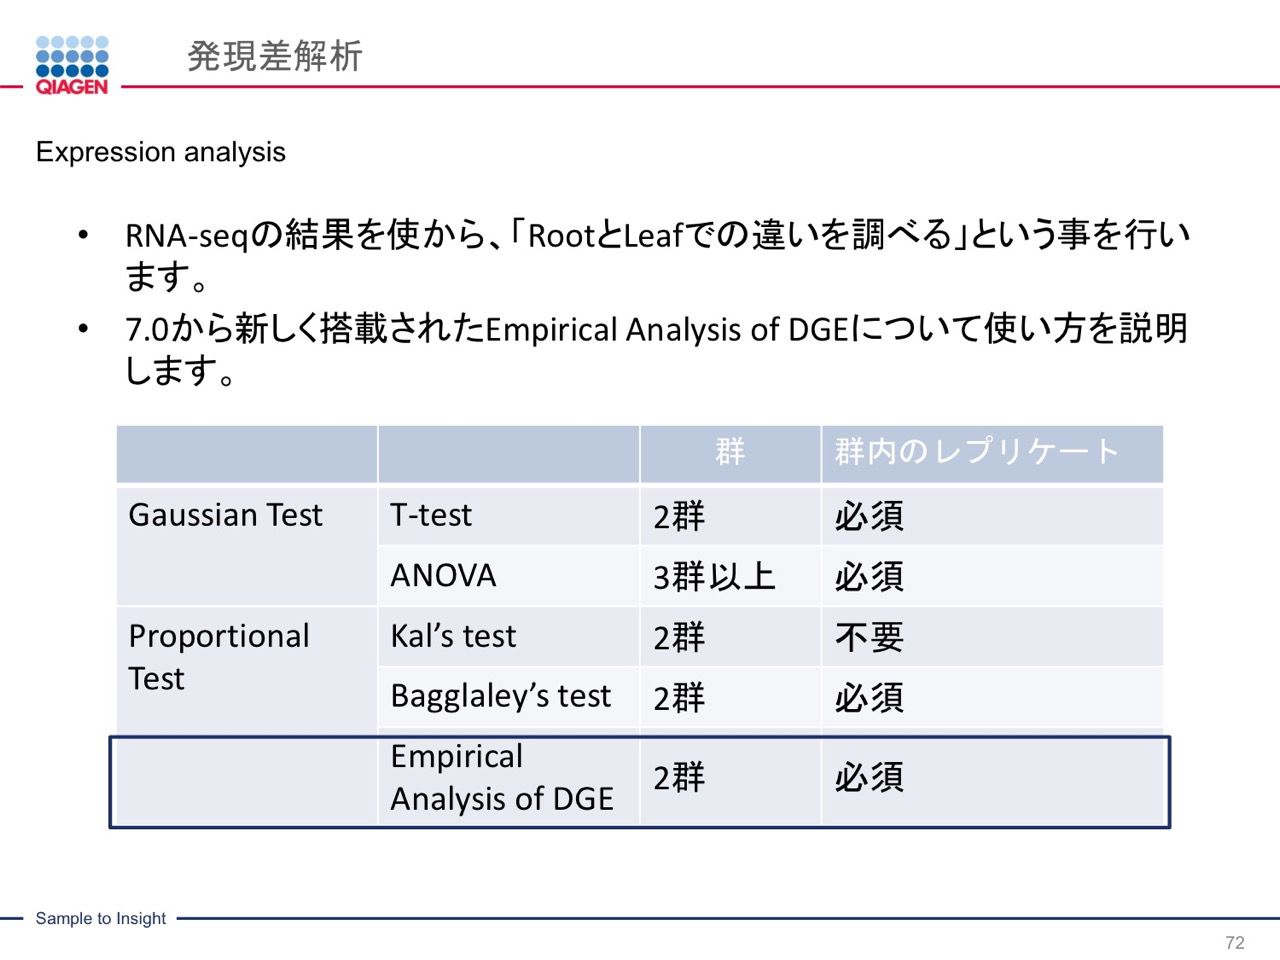 QIAGEN
発現差解析
Expression analysis
• RNA-seqの結果を使から、「RootとLeafでの違いを調べる」という事を行い
ます。
• 7.0から新しく搭載されたEmpirical Analysis of DGEについて使い方を説明
します。
群 群内のレプリケート
Gaussian Test T-test 2群 必須
ANOVA 3群以上 必須
Proportional Test Kal’s test 2群 不要
Bagglaley’s test 2群 必須
Empirical Analysis of DGE 2群 必須
Sample to Insight
72